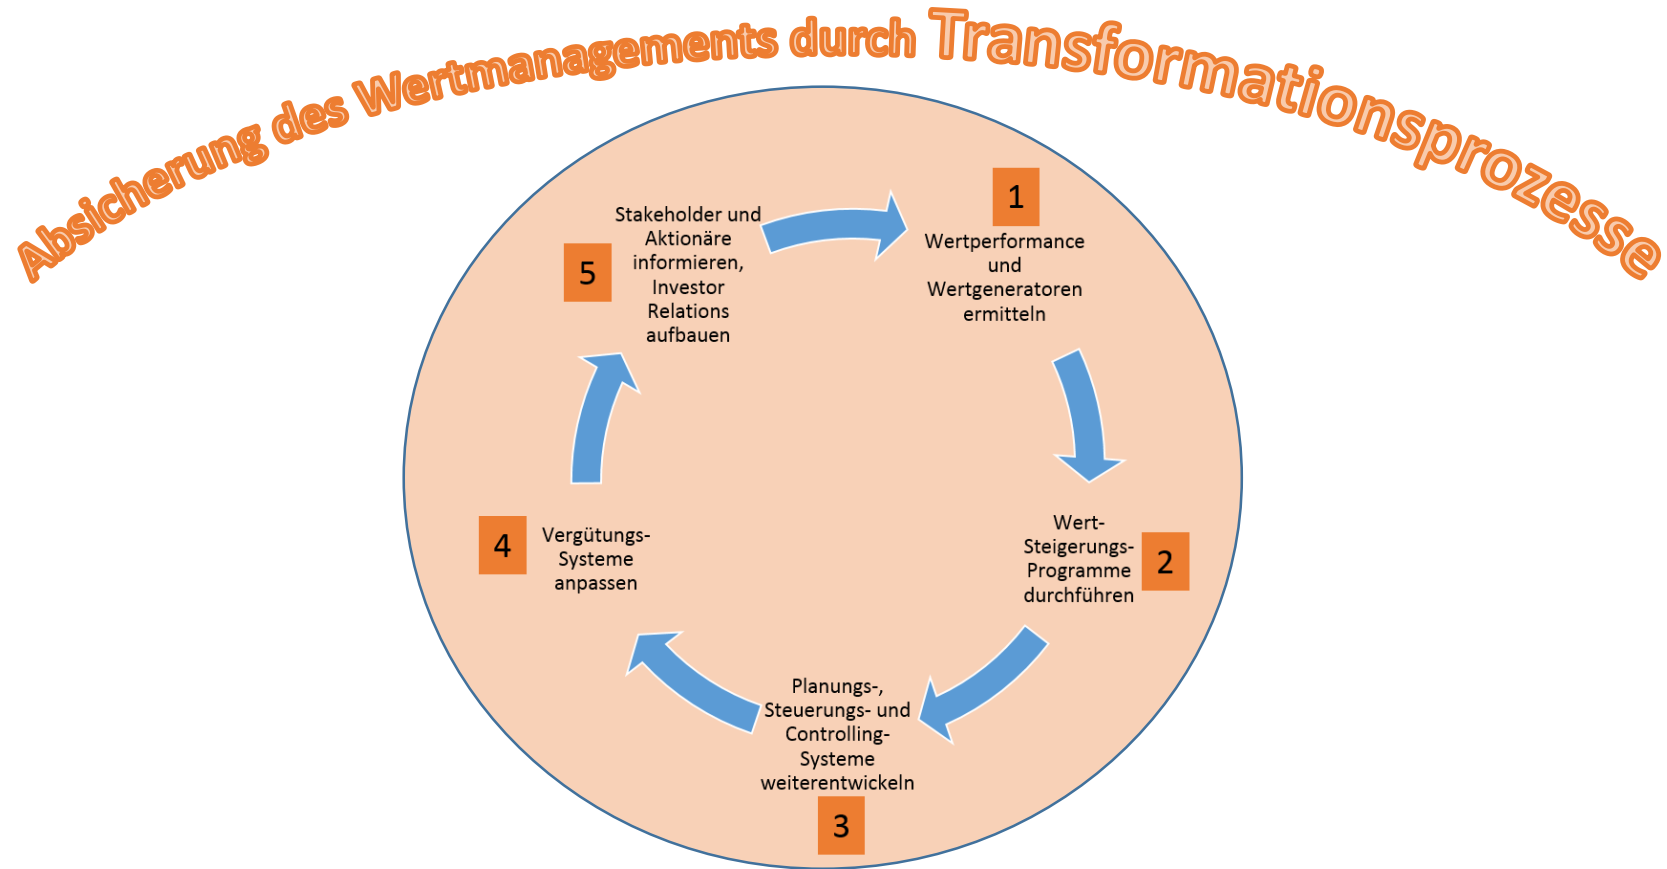 Absicherung des Wertmanagements durch Transformationsprozesse
1
Wertperformance
und
Wertgeneratoren
ermitteln
2
Wert-
Steigerungs-
Programme
durchführen
Planungs-,
Steuerungs- und
Controlling-
Systeme
weiterentwickeln
3
4
Vergütungs-
Systeme
anpassen
5
Stakeholder und
Aktionäre
informieren,
Investor
Relations
aufbauen